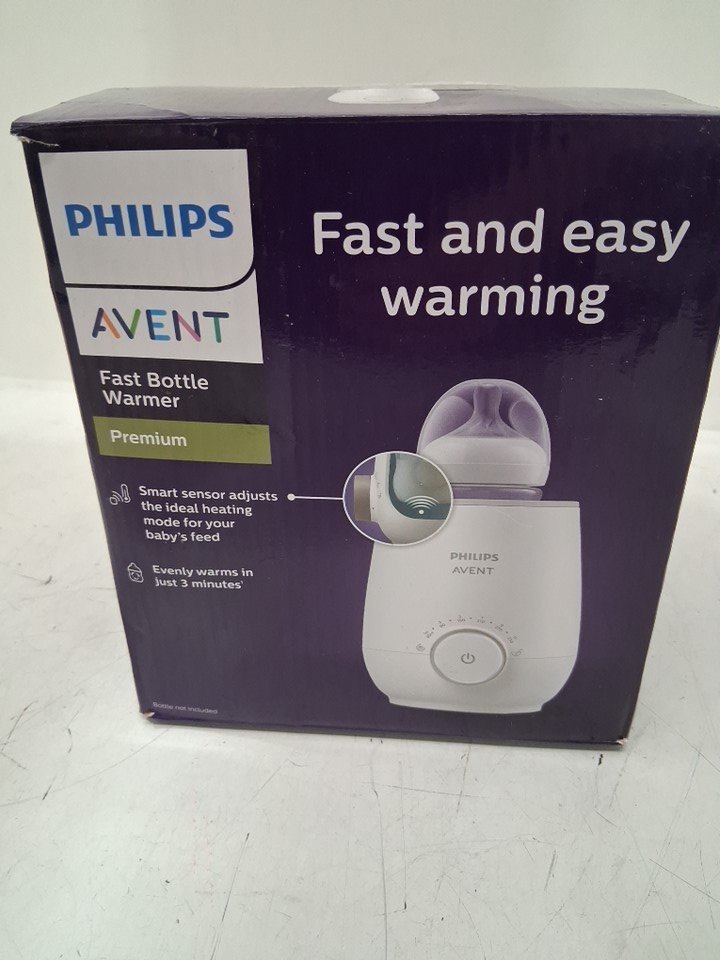 PHILIPS
AVENT
Fast Bottle
Warmer
Premium
Smart sensor adjusts
the ideal heating
mode for your
baby's feed
Evenly warms in
just 3 minutes¹
Bottle not included
Fast and easy
warming
PHILIPS
AVENT